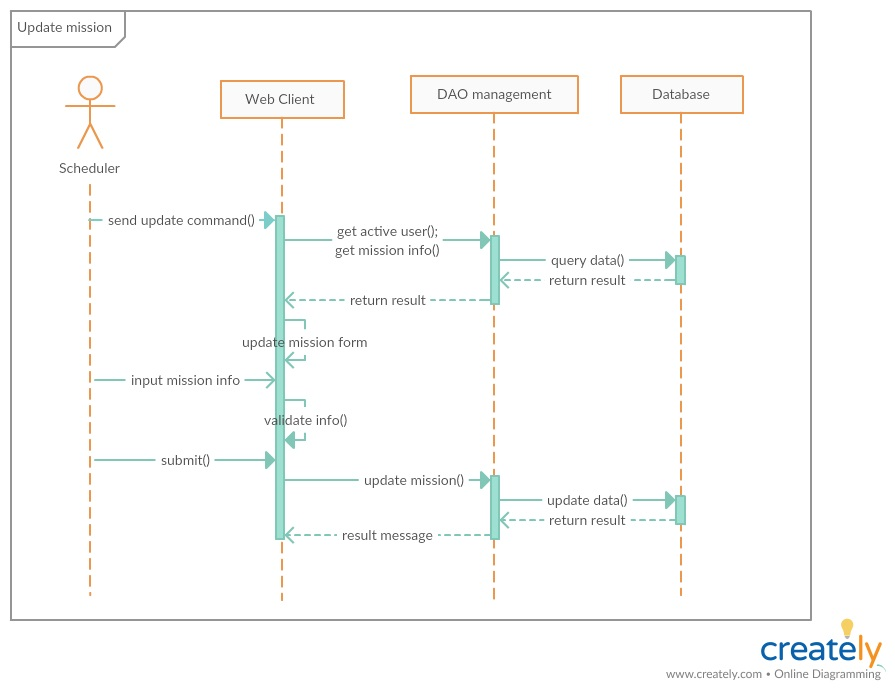 Update mission
Web Client
DAO management
Database
Scheduler
send update command()
get active user();
get mission info()
query data()
return result
return result
update mission form
input mission info
validate info()
submit()
update mission()
update data()
return result
result message
creately
www.creately.com • Online Diagramming